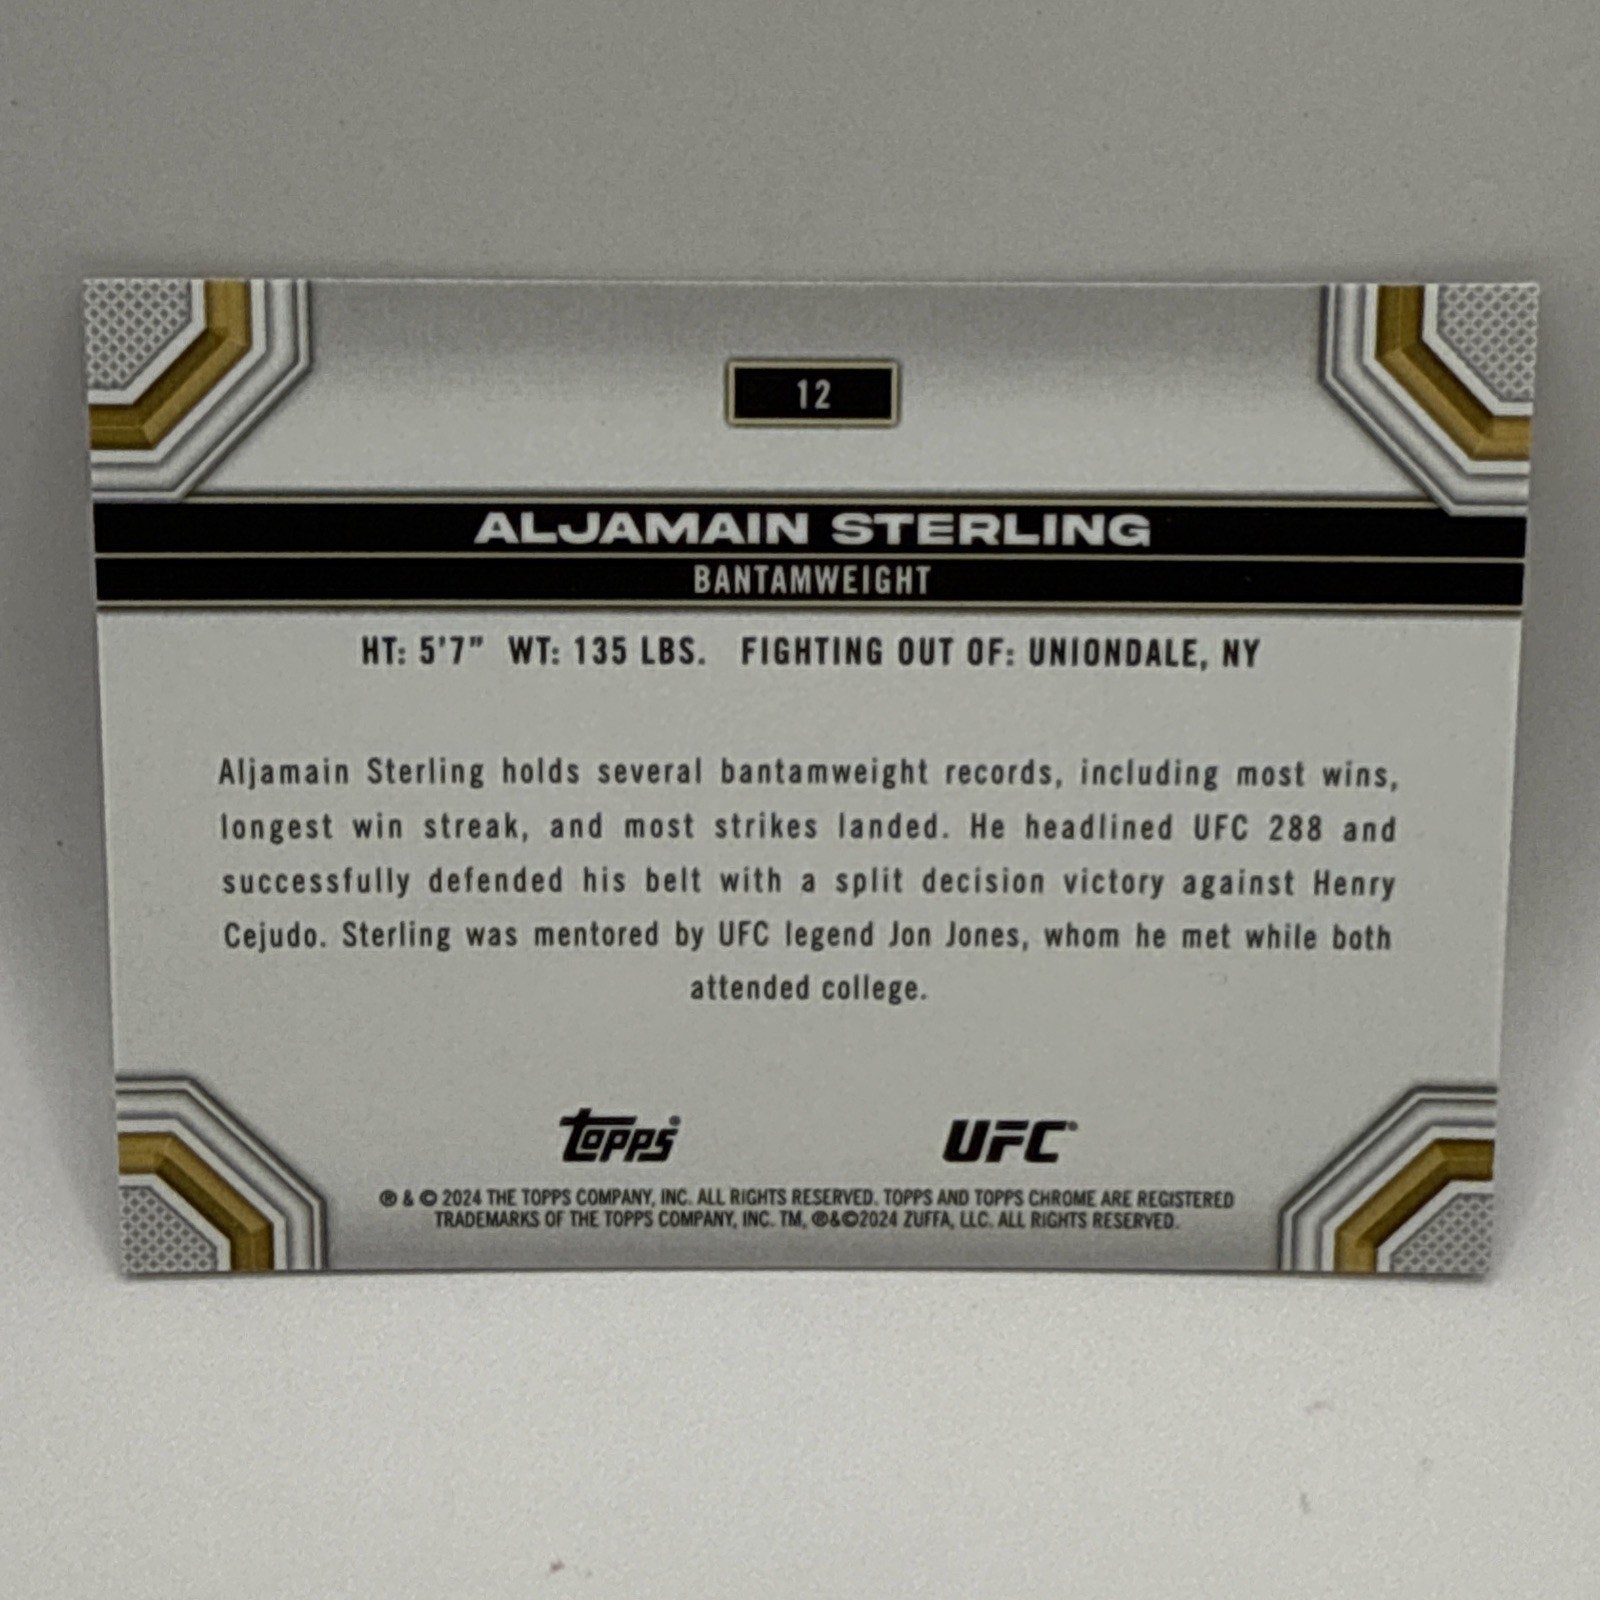 12
ALJAMAIN STERLING
BANTAMWEIGHT
HT: 5'7" WT: 135 LBS. FIGHTING OUT OF: UNIONDALE, NY
Aljamain Sterling holds several bantamweight records, including most wins,
longest win streak, and most strikes landed. He headlined UFC 288 and
successfully defended his belt with a split decision victory against Henry
Cejudo. Sterling was mentored by UFC legend Jon Jones, whom he met while both
attended college.
topps® UFC®
® & © 2024 THE TOPPS COMPANY, INC. ALL RIGHTS RESERVED. TOPPS AND TOPPS CHROME ARE REGISTERED
TRADEMARKS OF THE TOPPS COMPANY, INC. TM, ®&©2024 ZUFFA, LLC. ALL RIGHTS RESERVED.